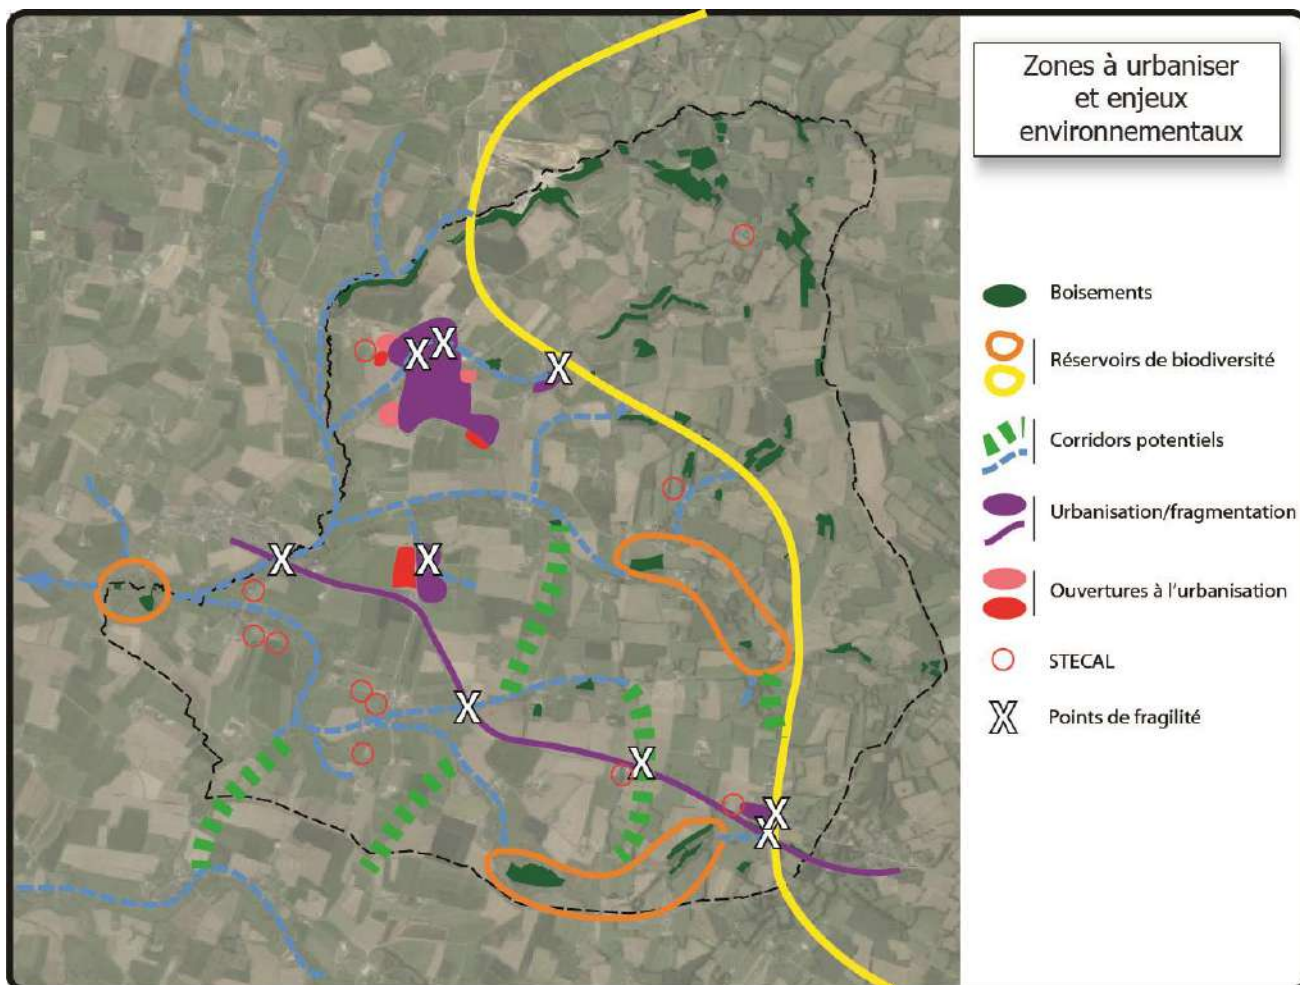 Zones à urbaniser
et enjeux
environnementaux
Boisements
Réservoirs de biodiversité
Corridors potentiels
Urbanisation/fragmentation
Ouvertures à l'urbanisation
STECAL
Points de fragilité
X
X
X
X
X
X
X
X
X
X